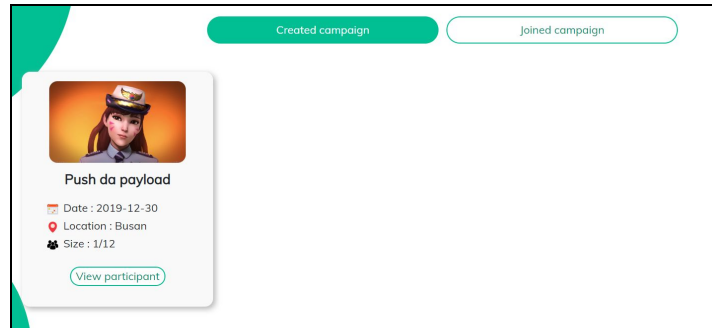 Created campaign
Joined campaign
Push da payload
Date : 2019-12-30
Location : Busan
Size : 1/12
View participant